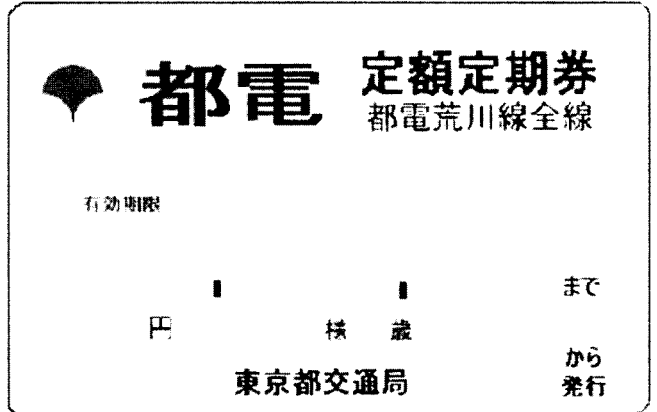 都電 定額定期券
都電荒川線全線
有効期限
まで
円 様 歳
から
東京都交通局 発行